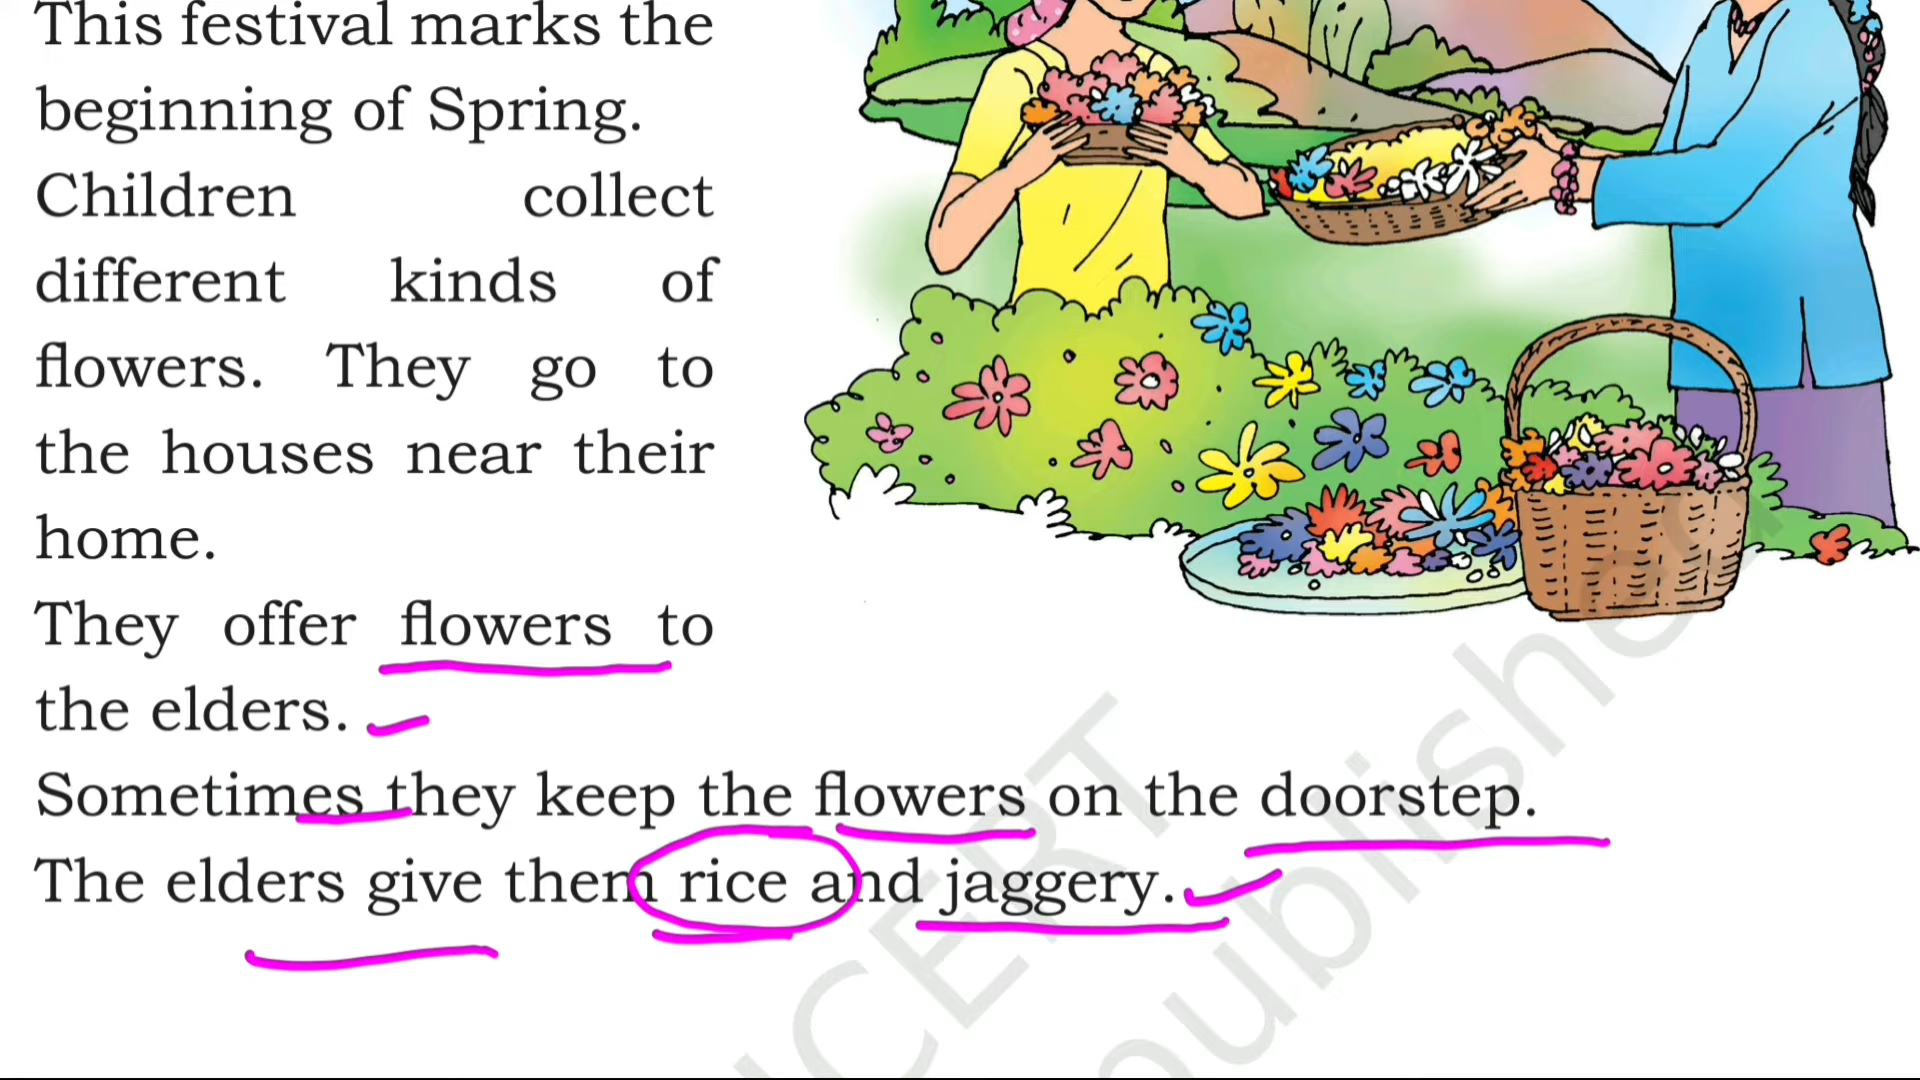 This festival marks the
beginning of Spring.
Children collect
different kinds of
flowers. They go to
the houses near their
home.
They offer flowers to
the elders.
Sometimes they keep the flowers on the doorstep.
The elders give them rice and jaggery.
NCERT
published